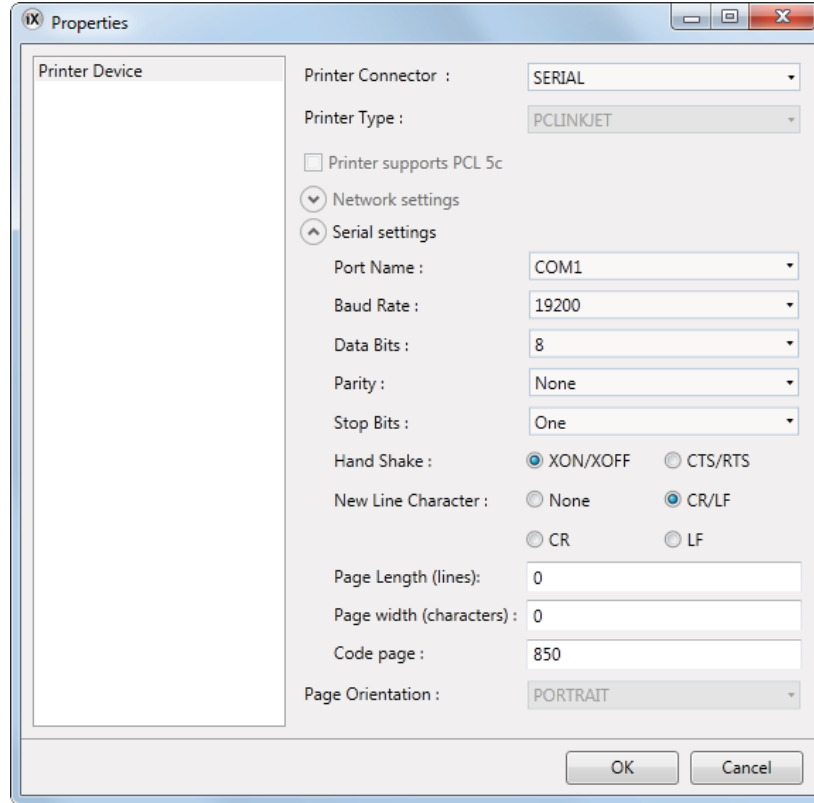 iX Properties
Printer Device
Printer Connector : SERIAL
Printer Type : PCLINKJET
Printer supports PCL 5c
Network settings
Serial settings
Port Name : COM1
Baud Rate : 19200
Data Bits : 8
Parity : None
Stop Bits : One
Hand Shake : XON/XOFF CTS/RTS
New Line Character : None CR/LF
CR LF
Page Length (lines): 0
Page width (characters) : 0
Code page : 850
Page Orientation : PORTRAIT
OK Cancel